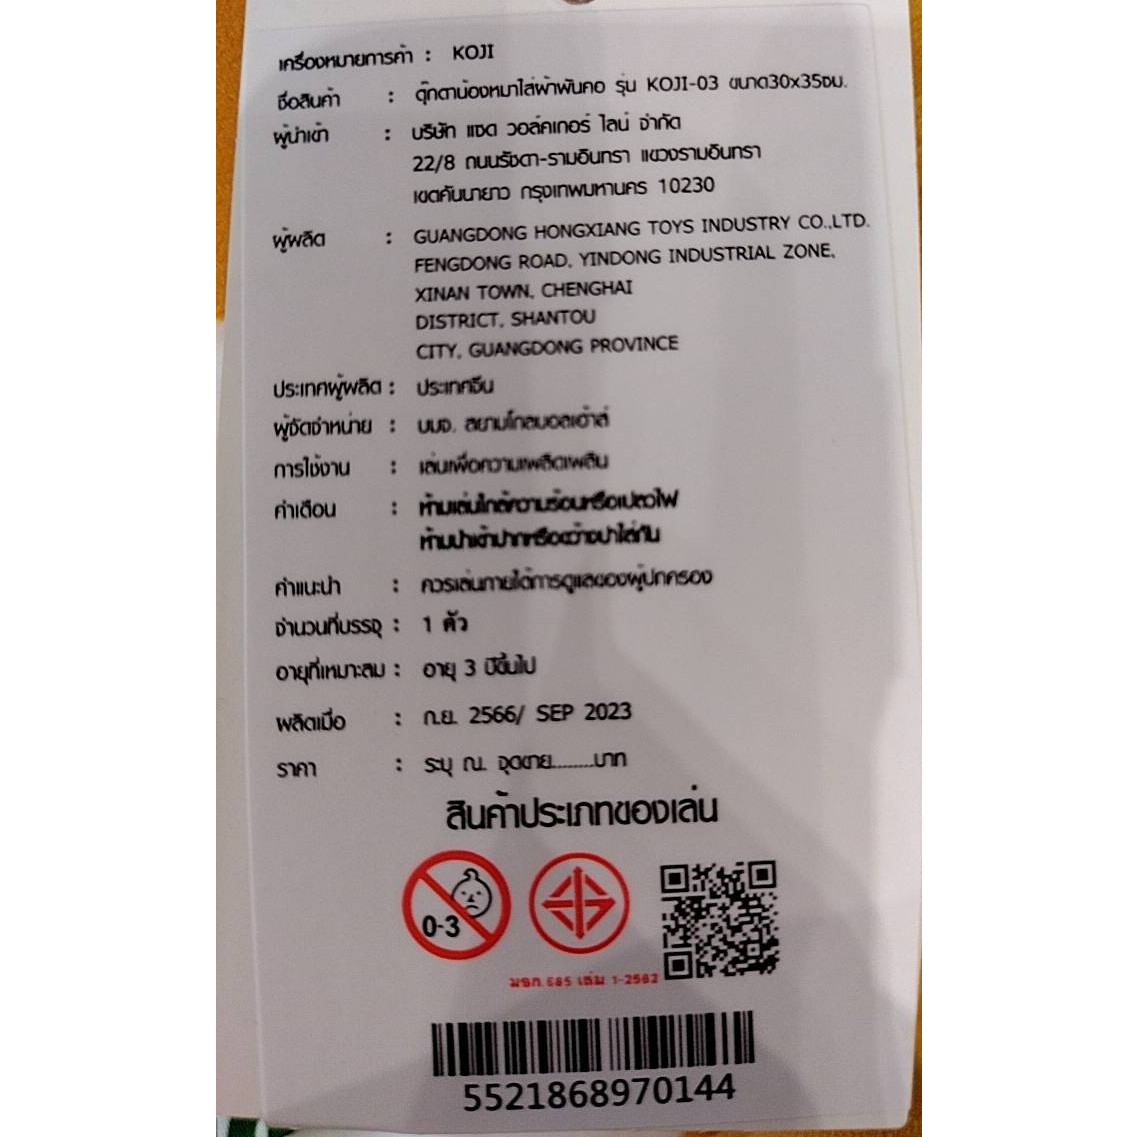 เครื่องหมายการค้า : KOJI
ชื่อสินค้า : ตุ๊กตาน้องหมาใส่ผ้าพันคอ รุ่น KOJI-03 ขนาด30x35ซม.
ผู้นำเข้า : บริษัท แซด วอล์คเกอร์ ไลน์ จำกัด
22/8 ถนนรัชดา-รามอินทรา แขวงรามอินทรา
เขตคันนายาว กรุงเทพมหานคร 10230
ผู้ผลิต : GUANGDONG HONGXIANG TOYS INDUSTRY CO.,LTD.
FENGDONG ROAD, YINDONG INDUSTRIAL ZONE,
XINAN TOWN, CHENGHAI
DISTRICT, SHANTOU
CITY, GUANGDONG PROVINCE
ประเทศผู้ผลิต : ประเทศจีน
ผู้จัดจำหน่าย : บมจ. สยามโกลบอลเฮ้าส์
การใช้งาน : เล่นเพื่อความเพลิดเพลิน
คำเตือน : ห้ามเล่นใกล้ความร้อนหรือเปลวไฟ
ห้ามนำเข้าปากหรือขว้างปาใส่กัน
คำแนะนำ : ควรเล่นภายใต้การดูแลของผู้ปกครอง
จำนวนที่บรรจุ : 1 ตัว
อายุที่เหมาะสม : อายุ 3 ปีขึ้นไป
ผลิตเมื่อ : ก.ย. 2566/ SEP 2023
ราคา : ระบุ ณ. จุดขาย........บาท
สินค้าประเภทของเล่น
0-3
มอก.685 เล่ม 1-2562
5521868970144